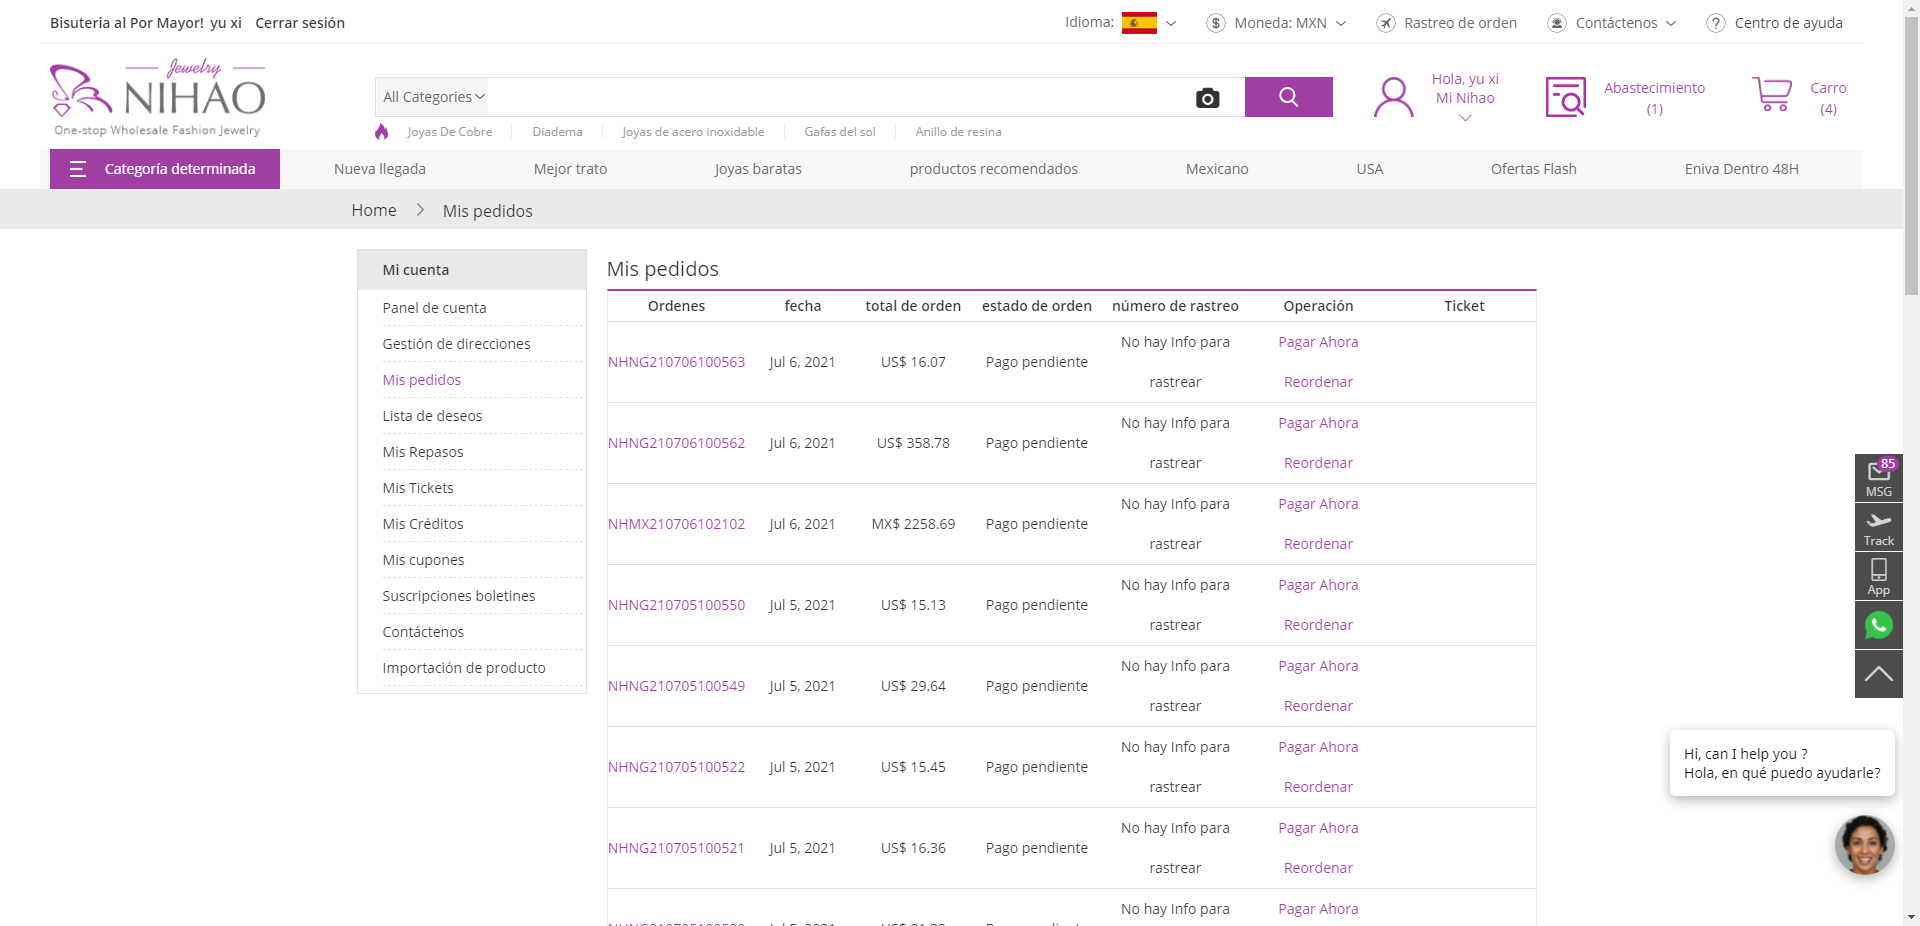 Bisuteria al Por Mayor! yu xi Cerrar sesión
Idioma: Moneda: MXN Rastreo de orden Contáctenos Centro de ayuda
Jewelry
NIHAO
One-stop Wholesale Fashion Jewelry
All Categories
Hola, yu xi
Mi Nihao
Abastecimiento
(1)
Carro
(4)
Joyas De Cobre Diadema Joyas de acero inoxidable Gafas del sol Anillo de resina
Categoría determinada Nueva llegada Mejor trato Joyas baratas productos recomendados Mexicano USA Ofertas Flash Eniva Dentro 48H
Home Mis pedidos
Mi cuenta
Panel de cuenta
Gestión de direcciones
Mis pedidos
Lista de deseos
Mis Repasos
Mis Tickets
Mis Créditos
Mis cupones
Suscripciones boletines
Contáctenos
Importación de producto
Mis pedidos
Ordenes fecha total de orden estado de orden número de rastreo Operación Ticket
NHNG210706100563 Jul 6, 2021 US$ 16.07 Pago pendiente No hay Info para rastrear Pagar Ahora Reordenar
NHNG210706100562 Jul 6, 2021 US$ 358.78 Pago pendiente No hay Info para rastrear Pagar Ahora Reordenar
NHMX210706102102 Jul 6, 2021 MX$ 2258.69 Pago pendiente No hay Info para rastrear Pagar Ahora Reordenar
NHNG210705100550 Jul 5, 2021 US$ 15.13 Pago pendiente No hay Info para rastrear Pagar Ahora Reordenar
NHNG210705100549 Jul 5, 2021 US$ 29.64 Pago pendiente No hay Info para rastrear Pagar Ahora Reordenar
NHNG210705100522 Jul 5, 2021 US$ 15.45 Pago pendiente No hay Info para rastrear Pagar Ahora Reordenar
NHNG210705100521 Jul 5, 2021 US$ 16.36 Pago pendiente No hay Info para rastrear Pagar Ahora Reordenar
No hay Info para Pagar Ahora
85
MSG
Track
App
Hi, can I help you ?
Hola, en qué puedo ayudarle?